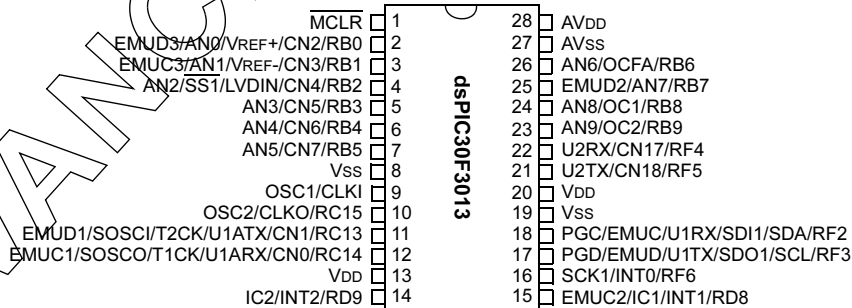 MCLR 1 28 AVDD
EMUD3/AN0/VREF+/CN2/RB0 2 27 AVSS
EMUC3/AN1/VREF-/CN3/RB1 3 26 AN6/OCFA/RB6
AN2/SS1/LVDIN/CN4/RB2 4 25 EMUD2/AN7/RB7
AN3/CN5/RB3 5 24 AN8/OC1/RB8
AN4/CN6/RB4 6 23 AN9/OC2/RB9
AN5/CN7/RB5 7 22 U2RX/CN17/RF4
VSS 8 21 U2TX/CN18/RF5
OSC1/CLKI 9 20 VDD
OSC2/CLKO/RC15 10 19 VSS
EMUD1/SOSCI/T2CK/U1ATX/CN1/RC13 11 18 PGC/EMUC/U1RX/SDI1/SDA/RF2
EMUC1/SOSCO/T1CK/U1ARX/CN0/RC14 12 17 PGD/EMUD/U1TX/SDO1/SCL/RF3
VDD 13 16 SCK1/INT0/RF6
IC2/INT2/RD9 14 15 EMUC2/IC1/INT1/RD8
dsPIC30F3013
VANC